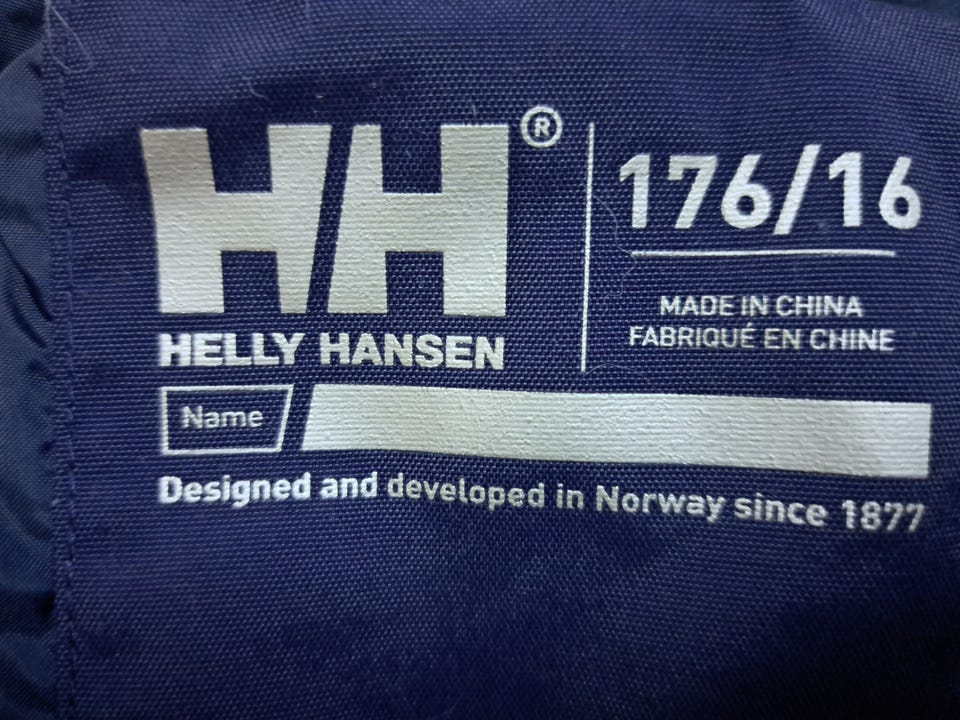 HH®
HELLY HANSEN
176/16
MADE IN CHINA
FABRIQUÉ EN CHINE
Name
Designed and developed in Norway since 1877